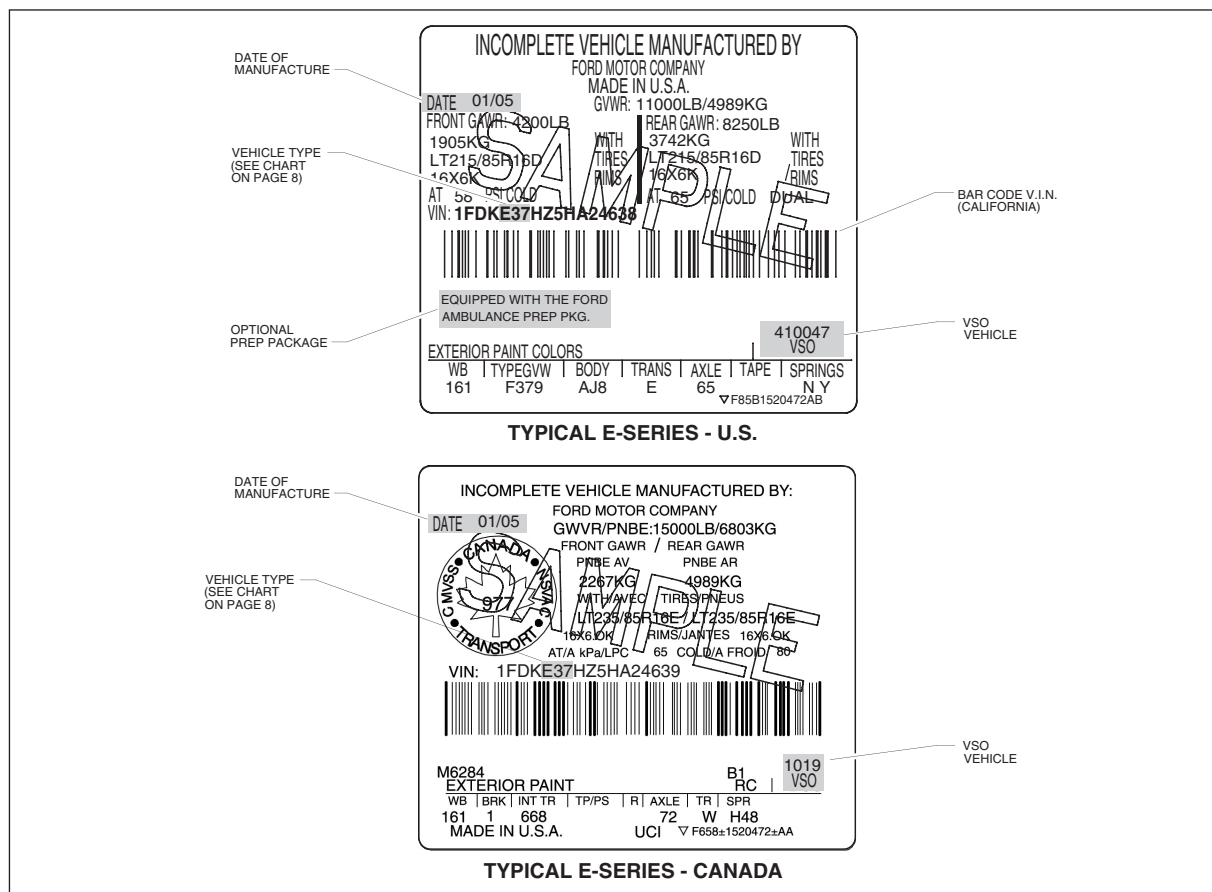 INCOMPLETE VEHICLE MANUFACTURED BY
FORD MOTOR COMPANY
MADE IN U.S.A.
DATE OF
MANUFACTURE
DATE 01/05
GVWR: 11000LB/4989KG
FRONT GAWR: 4200LB
REAR GAWR: 8250LB
1905KG WITH
3742KG WITH
LT215/85R16D TIRES
LT215/85R16D TIRES
16X6K RIMS
16X6K /RIMS
AT 58 PSI/COLD
AT 65 PSI/COLD DUAL
VIN: 1FDKE37HZ5HA24638
SAMPLE
VEHICLE TYPE
(SEE CHART
ON PAGE 8)
BAR CODE V.I.N.
(CALIFORNIA)
EQUIPPED WITH THE FORD
AMBULANCE PREP PKG.
OPTIONAL
PREP PACKAGE
410047
VSO
VSO
VEHICLE
EXTERIOR PAINT COLORS
WB TYPEGVW BODY TRANS AXLE TAPE SPRINGS
161 F379 AJ8 E 65 N Y
F85B1520472AB
TYPICAL E-SERIES - U.S.
INCOMPLETE VEHICLE MANUFACTURED BY:
FORD MOTOR COMPANY
DATE OF
MANUFACTURE
DATE 01/05
GWVR/PNBE:15000LB/6803KG
FRONT GAWR / REAR GAWR
PNBE AV PNBE AR
2267KG 4989KG
WITH/AVEC TIRES/PNEUS
LT235/85R16E / LT235/85R16E
16X6.0K RIMS/JANTES 16X6.0K
AT/A kPa/LPC 65 COLD/A FROID 80
CANADA
CMVSS
NSVAC
977
TRANSPORT
SAMPLE
VEHICLE TYPE
(SEE CHART
ON PAGE 8)
VIN: 1FDKE37HZ5HA24639
M6284 B1
EXTERIOR PAINT RC
1019
VSO
VSO
VEHICLE
WB BRK INT TR TP/PS R AXLE TR SPR
161 1 668 72 W H48
MADE IN U.S.A. UCI F658±1520472±AA
TYPICAL E-SERIES - CANADA